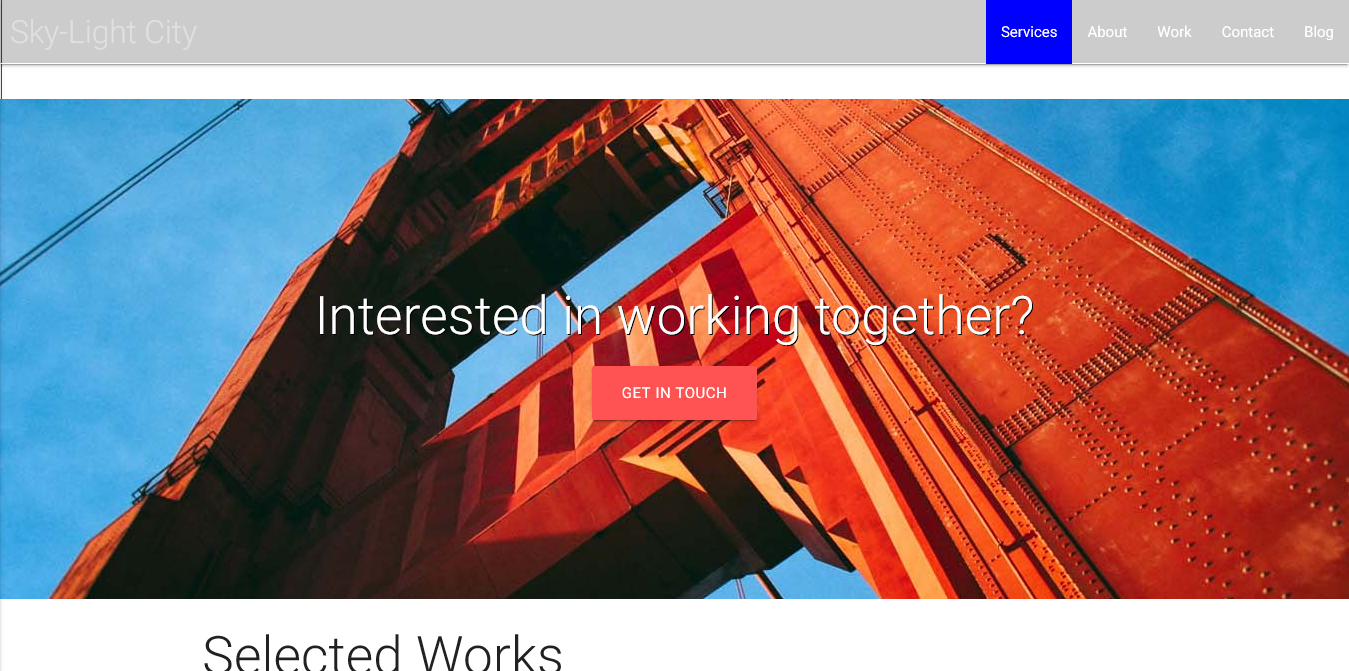 Sky-Light City
Services About Work Contact Blog
Interested in working together?
GET IN TOUCH
Selected Works